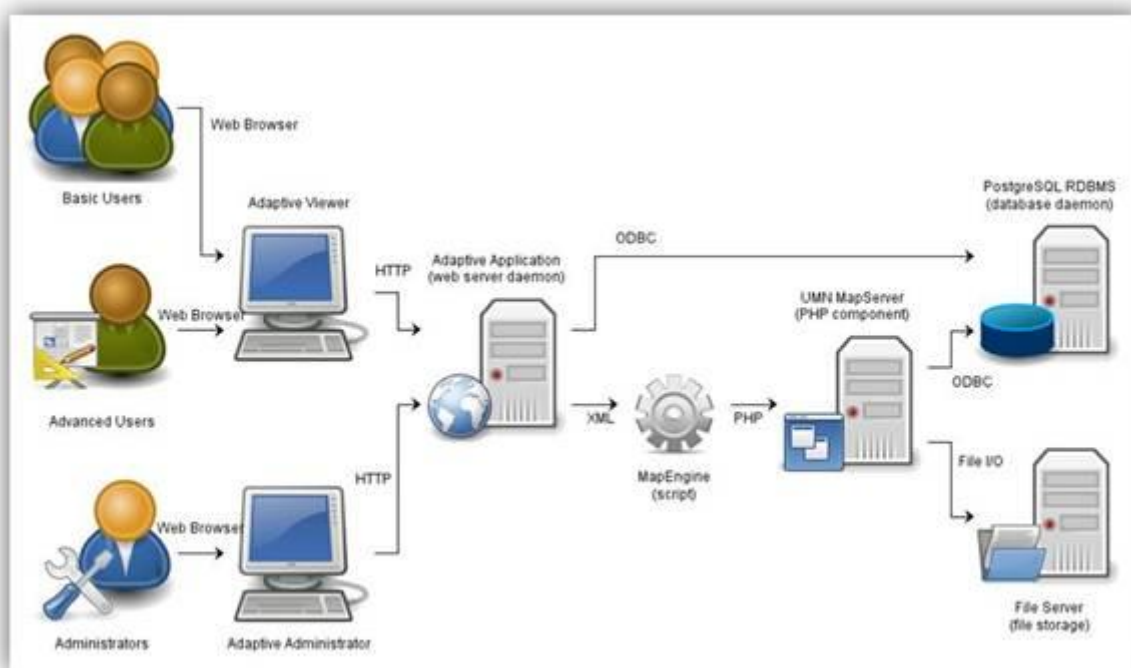 Web Browser
Basic Users
Adaptive Viewer
Web Browser
Advanced Users
HTTP
Adaptive Application
(web server daemon)
ODBC
PostgreSQL RDBMS
(database daemon)
UMN MapServer
(PHP component)
ODBC
XML
PHP
MapEngine
(script)
File I/O
HTTP
Web Browser
Administrators
Adaptive Administrator
File Server
(file storage)